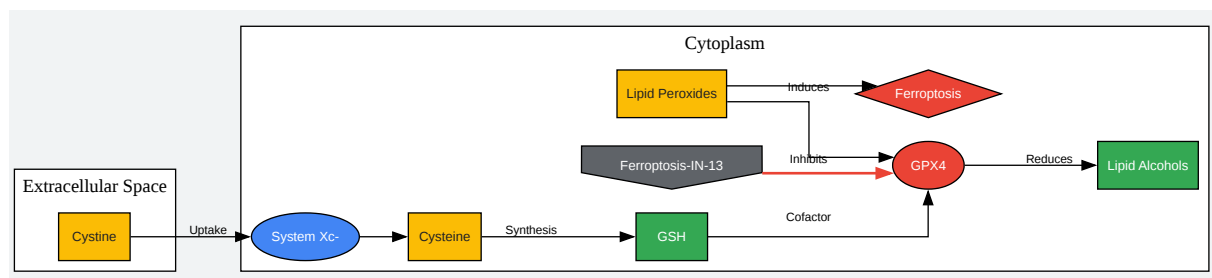 Cytoplasm
Lipid Peroxides
Induces
Ferroptosis
Ferroptosis-IN-13
Inhibits
GPX4
Reduces
Lipid Alcohols
Extracellular Space
Cystine
Uptake
System Xc-
Cysteine
Synthesis
GSH
Cofactor